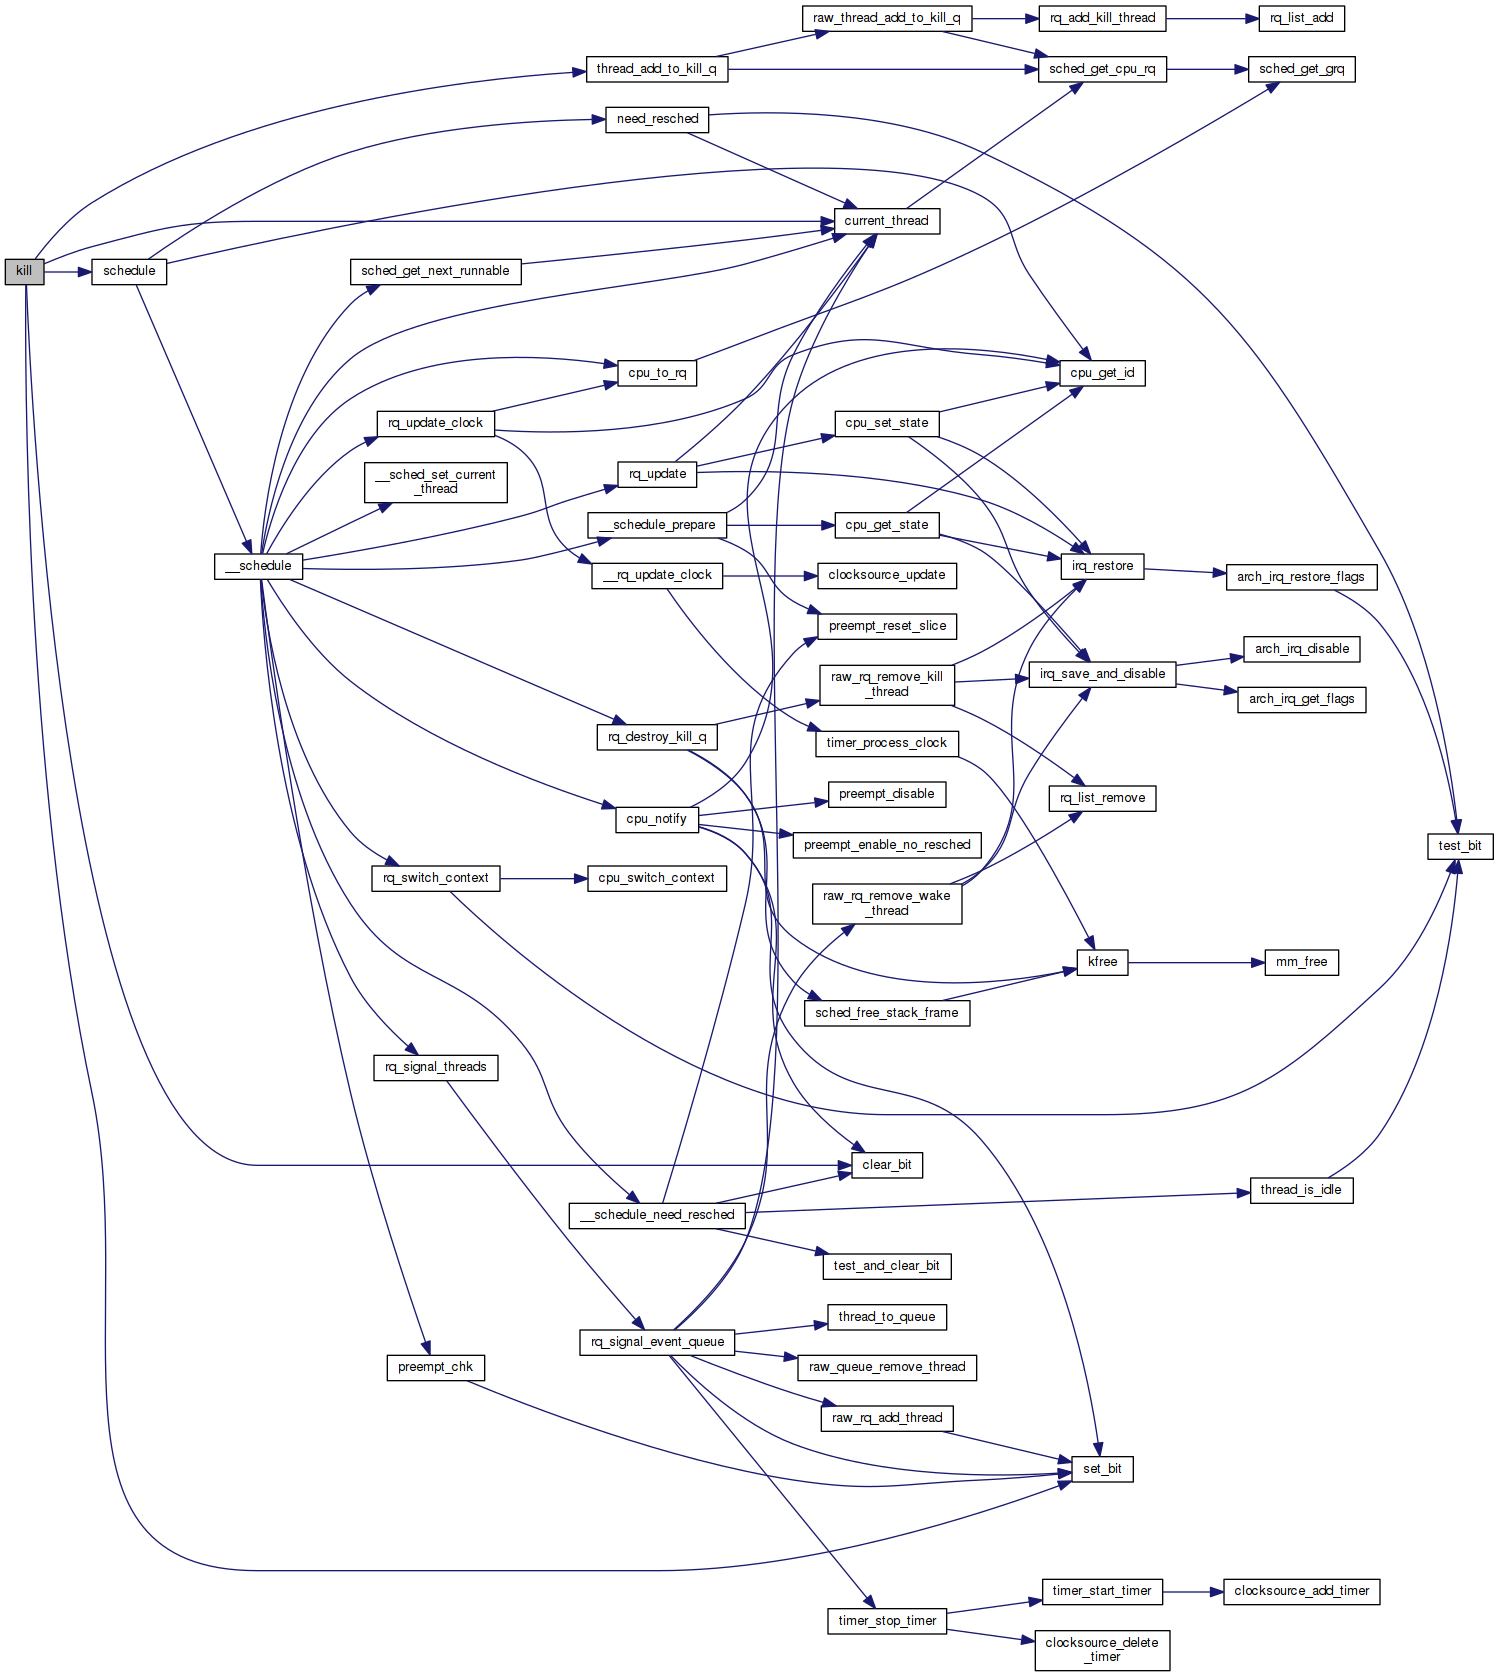 raw_thread_add_to_kill_q
rq_add_kill_thread
rq_list_add
thread_add_to_kill_q
sched_get_cpu_rq
sched_get_grq
need_resched
current_thread
kill
schedule
sched_get_next_runnable
cpu_to_rq
cpu_get_id
rq_update_clock
cpu_set_state
__sched_set_current
_thread
rq_update
__schedule_prepare
cpu_get_state
__schedule
irq_restore
__rq_update_clock
clocksource_update
arch_irq_restore_flags
preempt_reset_slice
arch_irq_disable
raw_rq_remove_kill
_thread
irq_save_and_disable
arch_irq_get_flags
rq_destroy_kill_q
timer_process_clock
preempt_disable
rq_list_remove
cpu_notify
preempt_enable_no_resched
test_bit
rq_switch_context
cpu_switch_context
raw_rq_remove_wake
_thread
kfree
mm_free
sched_free_stack_frame
rq_signal_threads
clear_bit
thread_is_idle
__schedule_need_resched
test_and_clear_bit
thread_to_queue
rq_signal_event_queue
preempt_chk
raw_queue_remove_thread
raw_rq_add_thread
set_bit
timer_start_timer
clocksource_add_timer
timer_stop_timer
clocksource_delete
_timer